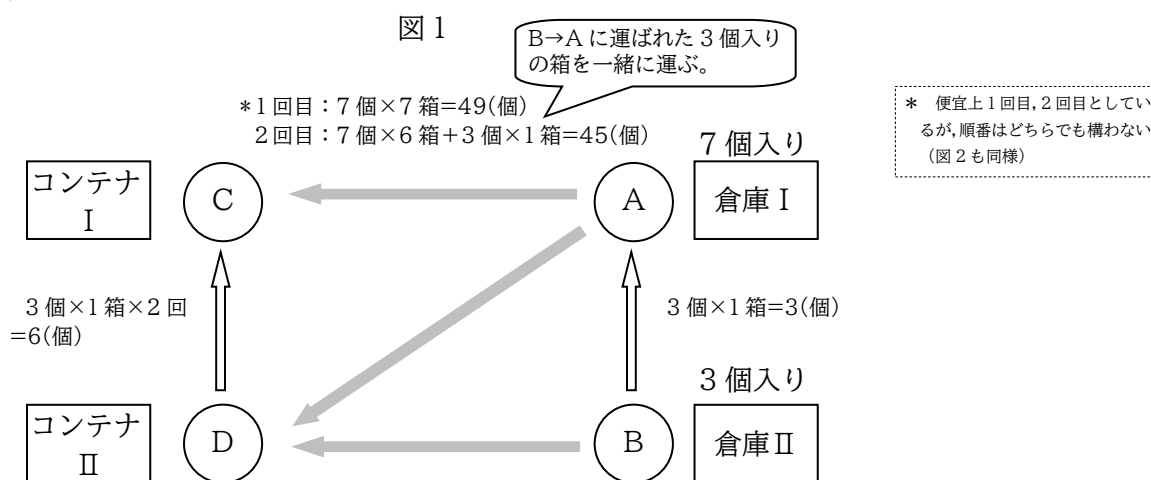 図１
B→A に運ばれた 3 個入り
の箱を一緒に運ぶ。
*1 回目：7 個×7 箱=49(個)
2 回目：7 個×6 箱＋3 個×1 箱=45(個)
* 便宜上 1 回目，2 回目としてい
るが，順番はどちらでも構わない
（図 2 も同様）
7 個入り
コンテナ
Ⅰ
C
A
倉庫Ⅰ
3 個×1 箱×2 回
=6(個)
3 個×1 箱=3(個)
3 個入り
コンテナ
Ⅱ
D
B
倉庫Ⅱ